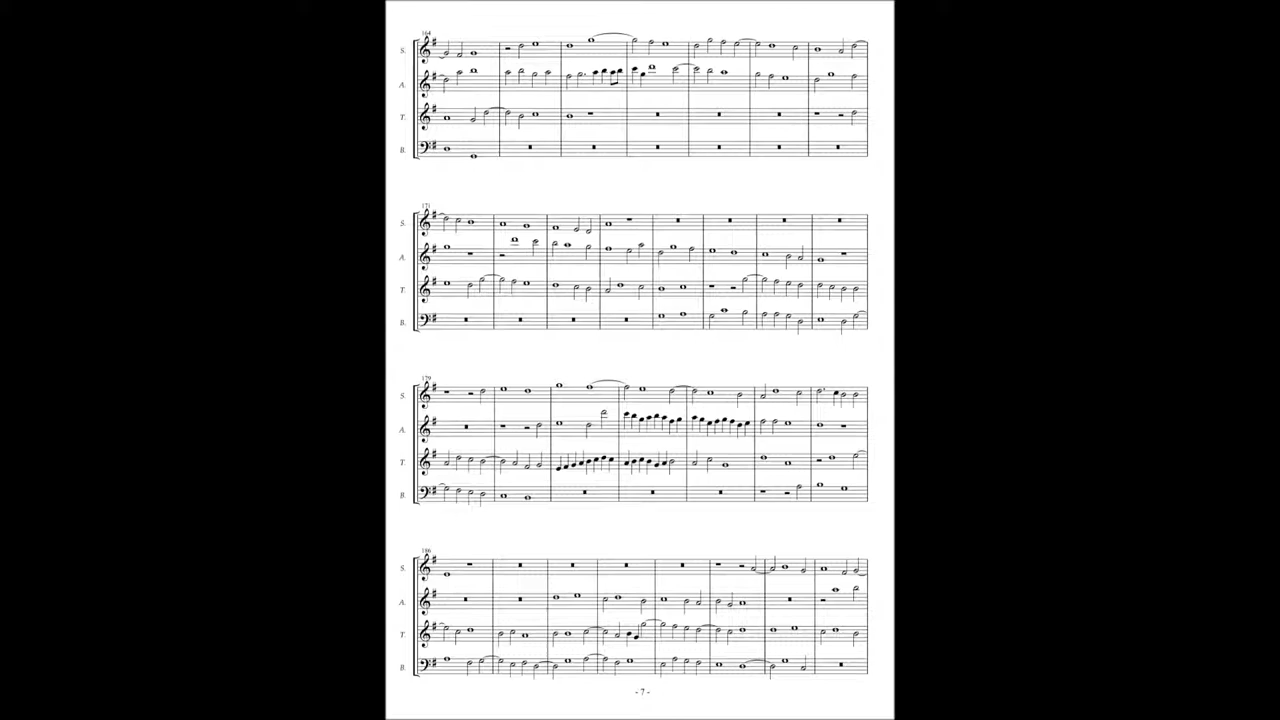 164
S.
A.
T.
B.
171
S.
A.
T.
B.
179
S.
A.
T.
B.
186
S.
A.
T.
B.
- 7 -